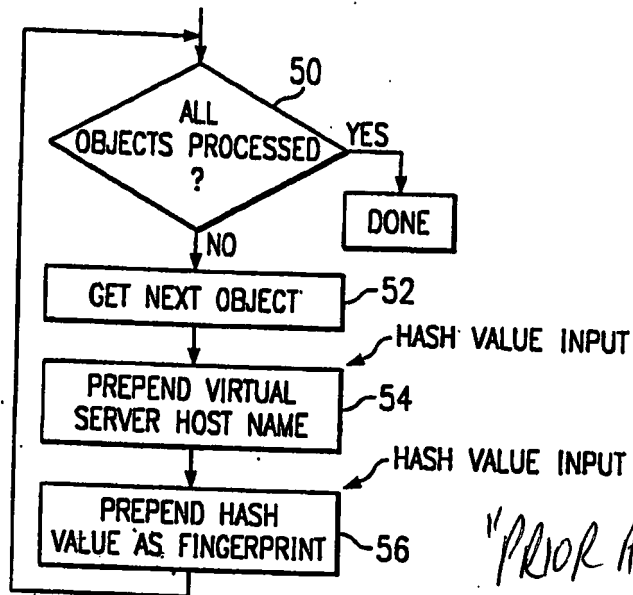 50
ALL
OBJECTS PROCESSED
?
YES
DONE
NO
GET NEXT OBJECT
52
HASH VALUE INPUT
PREPEND VIRTUAL
SERVER HOST NAME
54
HASH VALUE INPUT
PREPEND HASH
VALUE AS FINGERPRINT
56
"PRIOR